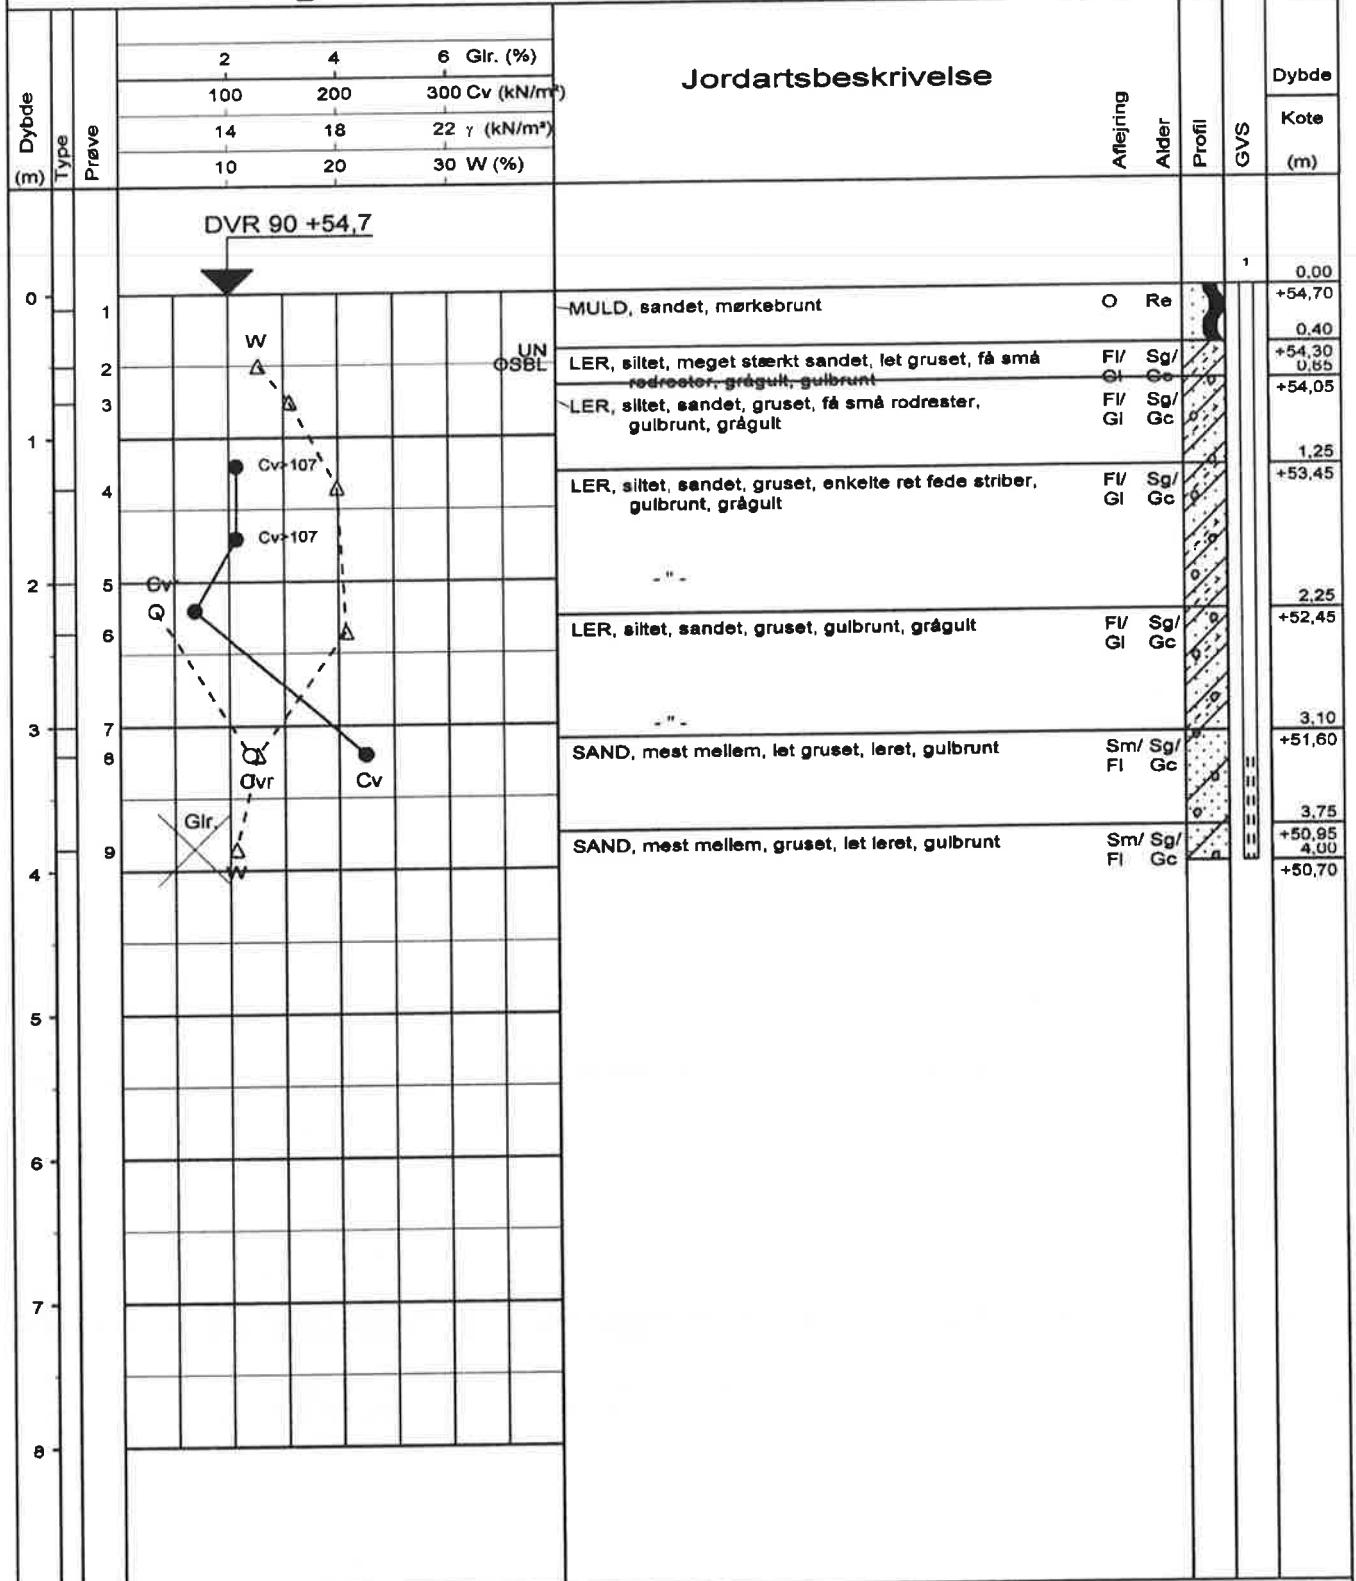 2 4 6 Glr. (%)
100 200 300 Cv (kN/m²)
14 18 22 γ (kN/m³)
10 20 30 W (%)
Dybde
(m)
Type
Prøve
Jordartsbeskrivelse
Aflejring
Alder
Profil
GVS
Dybde
Kote
(m)
DVR 90 +54,7
1
0,00
0
1
MULD, sandet, mørkebrunt O Re
+54,70
0,40
W
UN
2
SBL
LER, siltet, meget stærkt sandet, let gruset, få små Fl/ Sg/
rodrester, grågult, gulbrunt Gl Gc
+54,30
0,65
+54,05
3
LER, siltet, sandet, gruset, få små rodrester, Fl/ Sg/
gulbrunt, grågult Gl Gc
1
1,25
+53,45
Cv>107
4
LER, siltet, sandet, gruset, enkelte ret fede striber, Fl/ Sg/
gulbrunt, grågult Gl Gc
Cv>107
2
5
Cv
- " -
2,25
+52,45
6
LER, siltet, sandet, gruset, gulbrunt, grågult Fl/ Sg/
Gl Gc
3
7
- " -
3,10
+51,60
8
SAND, mest mellem, let gruset, leret, gulbrunt Sm/ Sg/
Fl Gc
Cvr
Cv
3,75
+50,95
Glr.
9
SAND, mest mellem, gruset, let leret, gulbrunt Sm/ Sg/
Fl Gc
4,00
+50,70
4
W
5
6
7
8